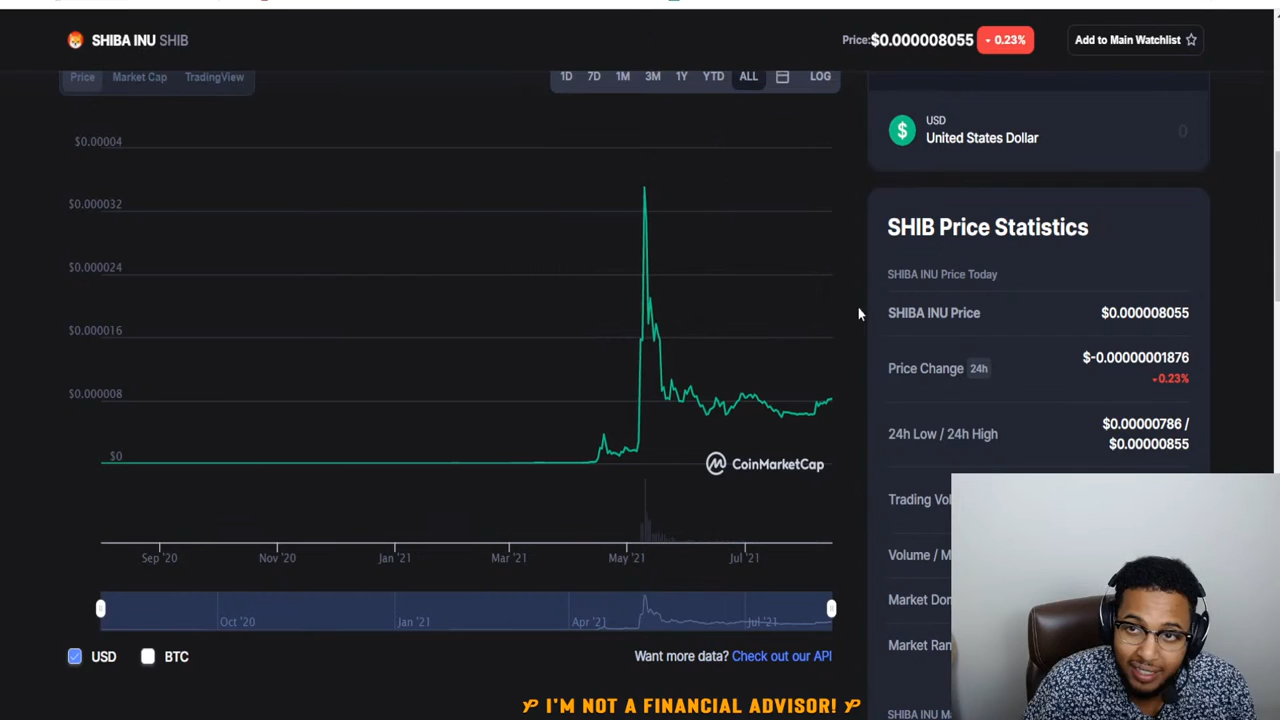 SHIBA INU SHIB
Price:$0.000008055 0.23%
Add to Main Watchlist
Price Market Cap TradingView
1D 7D 1M 3M 1Y YTD ALL LOG
$0.00004
$0.000032
$0.000024
$0.000016
$0.000008
$0
CoinMarketCap
Sep '20 Nov '20 Jan '21 Mar '21 May '21 Jul '21
Oct '20 Jan '21 Apr '21 Jul '21
USD BTC
Want more data? Check out our API
$
USD
United States Dollar
0
SHIB Price Statistics
SHIBA INU Price Today
SHIBA INU Price $0.000008055
Price Change 24h $-0.00000001876
0.23%
24h Low / 24h High $0.00000786 /
$0.00000855
Trading Vol
Volume / M
Market Don
Market Ran
SHIBA INU M
I'M NOT A FINANCIAL ADVISOR!